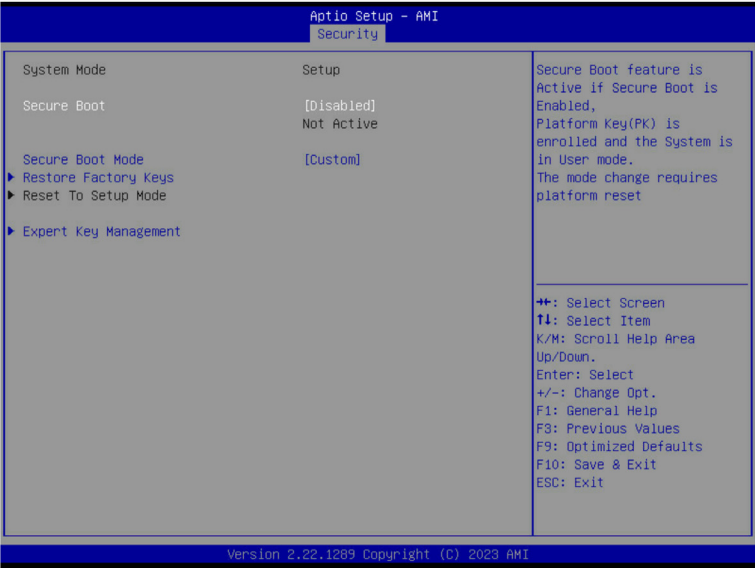 Aptio Setup - AMI
Security
System Mode Setup
Secure Boot [Disabled]
Not Active
Secure Boot Mode [Custom]
Restore Factory Keys
Reset To Setup Mode
Expert Key Management
Secure Boot feature is
Active if Secure Boot is
Enabled,
Platform Key(PK) is
enrolled and the System is
in User mode.
The mode change requires
platform reset
→←: Select Screen
↑↓: Select Item
K/M: Scroll Help Area
Up/Down.
Enter: Select
+/-: Change Opt.
F1: General Help
F3: Previous Values
F9: Optimized Defaults
F10: Save & Exit
ESC: Exit
Version 2.22.1289 Copyright (C) 2023 AMI